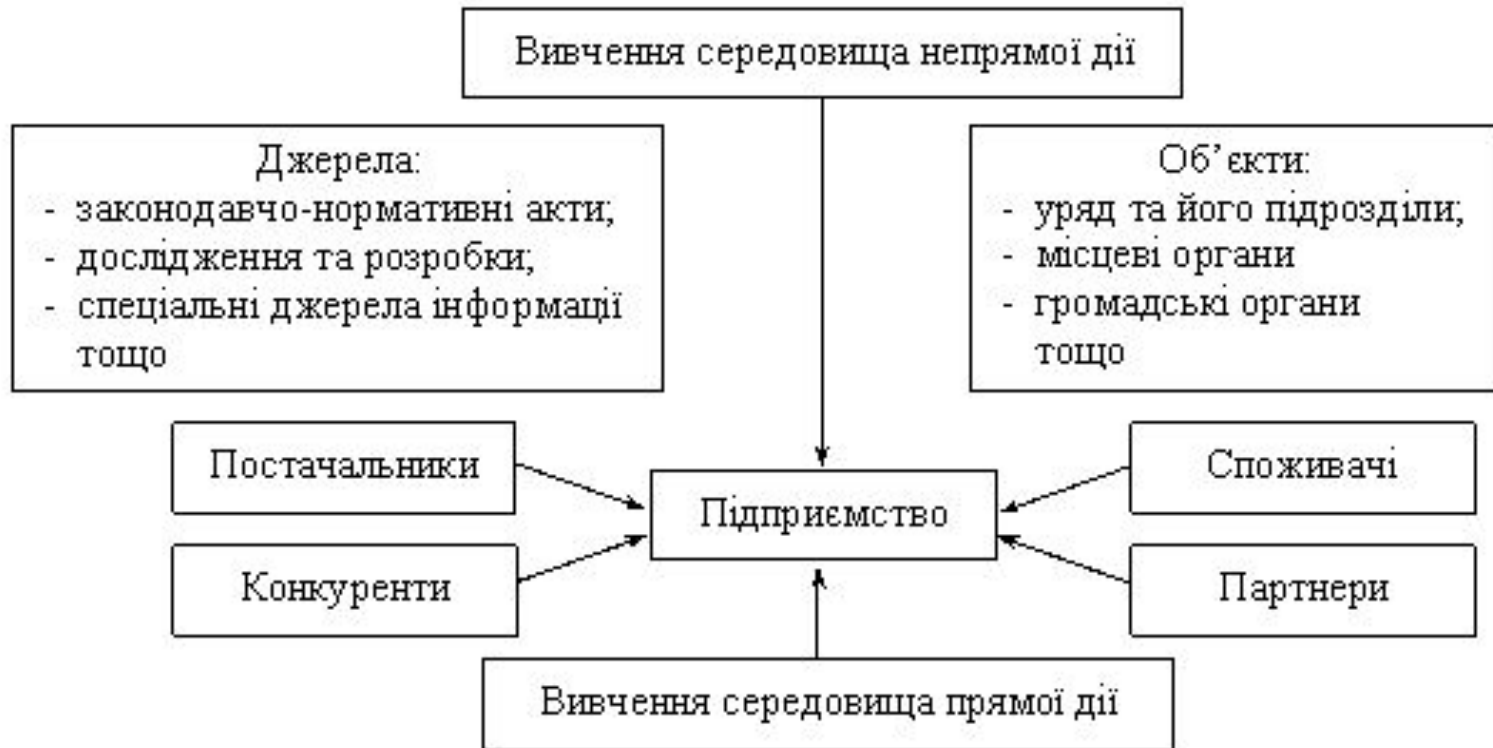 Вивчення середовища непрямої дії
Джерела:
- законодавчо-нормативні акти;
- дослідження та розробки;
- спеціальні джерела інформації
тощо
Об’єкти:
- уряд та його підрозділи;
- місцеві органи
- громадські органи
тощо
Постачальники
Споживачі
Підприємство
Конкуренти
Партнери
Вивчення середовища прямої дії